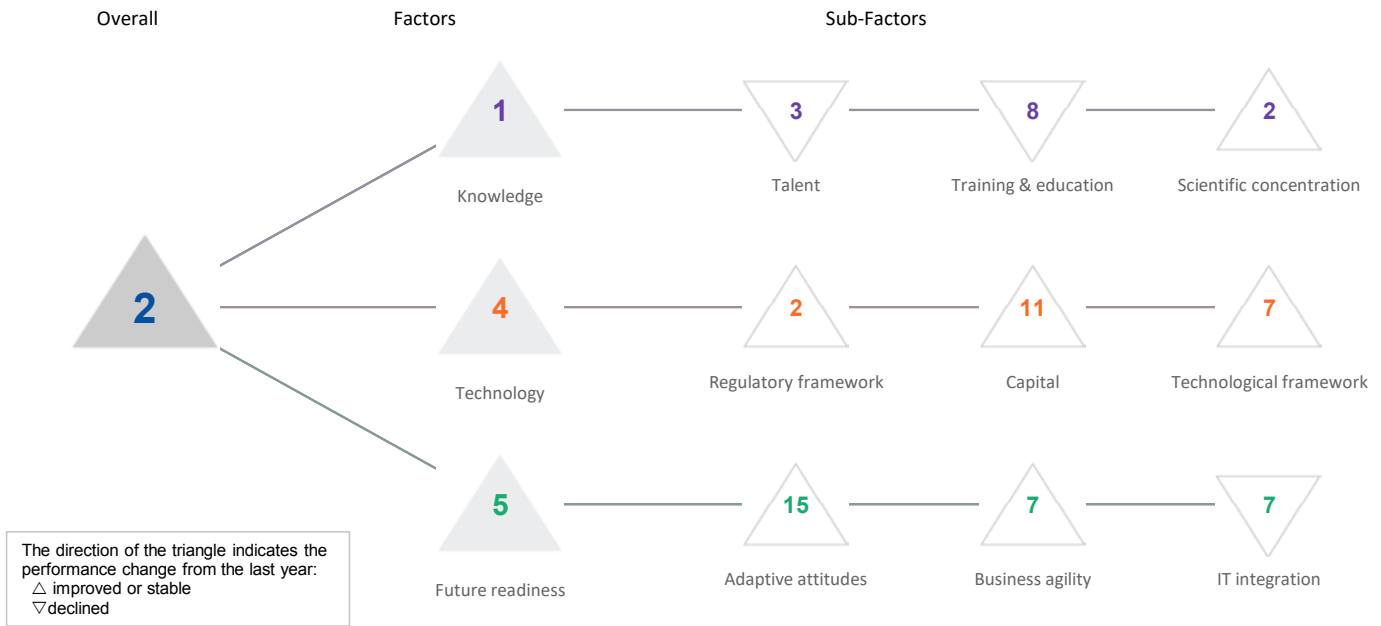 Overall Factors Sub-Factors
1 3 8 2
Knowledge Talent Training & education Scientific concentration
2 4 2 11 7
Technology Regulatory framework Capital Technological framework
5 15 7 7
Future readiness Adaptive attitudes Business agility IT integration
The direction of the triangle indicates the
performance change from the last year:
△ improved or stable
▽declined